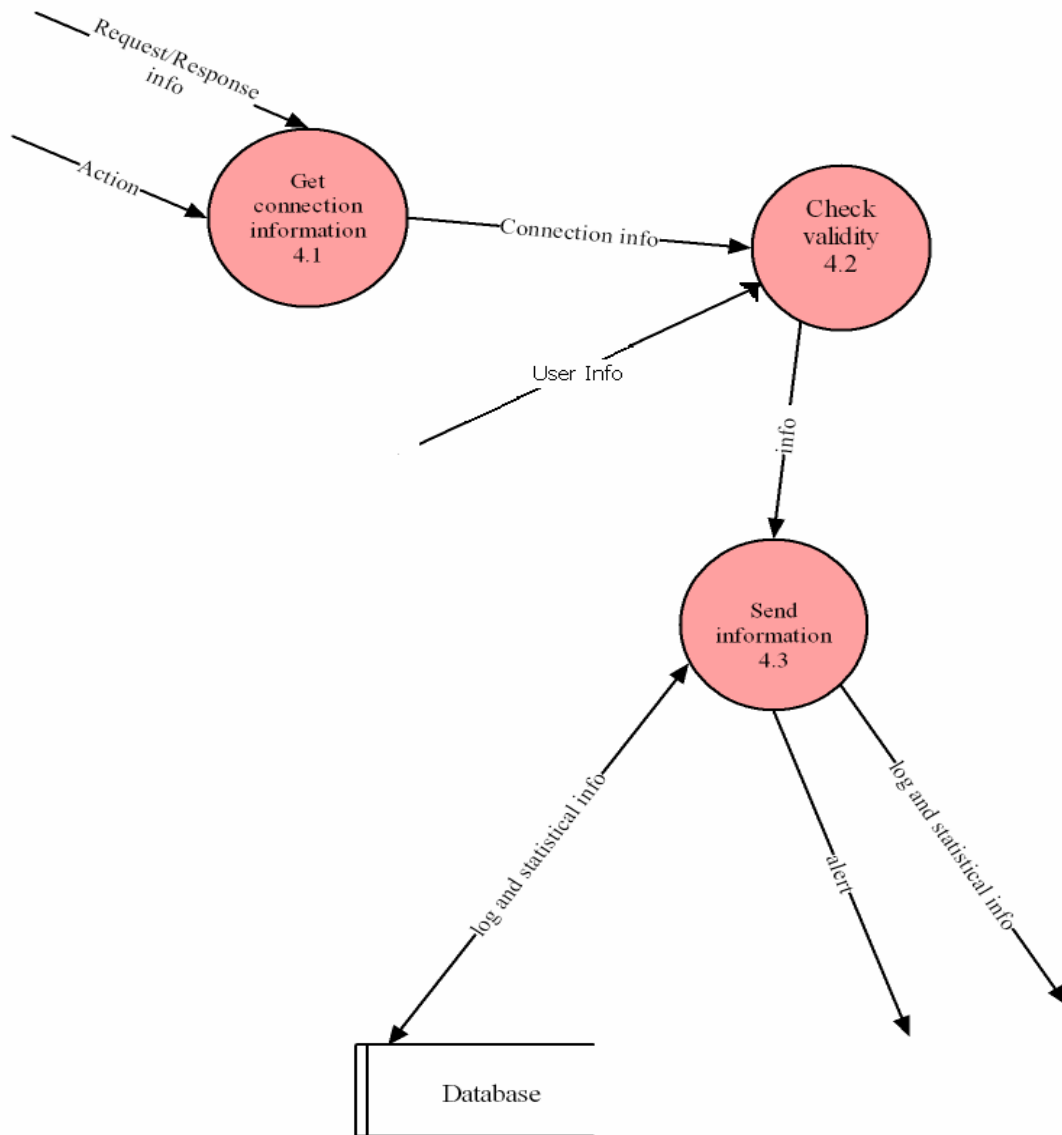 Request/Response
info
Action
Get
connection
information
4.1
Connection info
Check
validity
4.2
User Info
info
Send
information
4.3
log and statistical info
alert
log and statistical info
Database